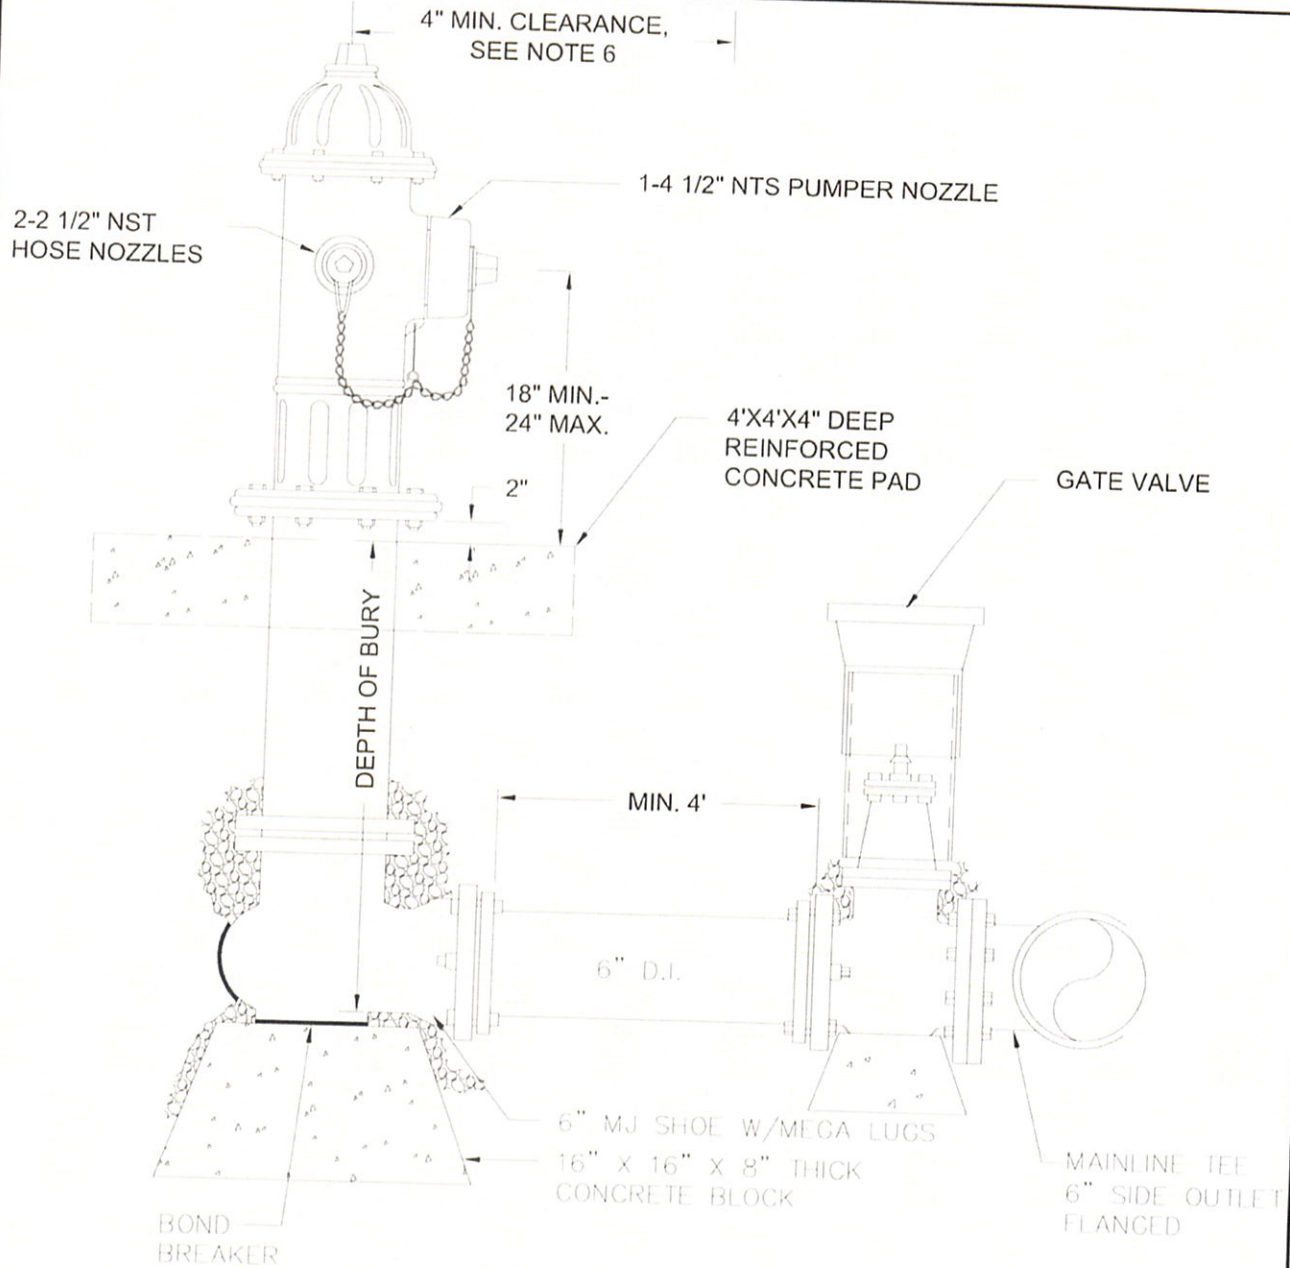 4" MIN. CLEARANCE,
SEE NOTE 6
1-4 1/2" NTS PUMPER NOZZLE
2-2 1/2" NST
HOSE NOZZLES
18" MIN.-
24" MAX.
4'X4'X4" DEEP
REINFORCED
CONCRETE PAD
GATE VALVE
2"
DEPTH OF BURY
MIN. 4'
6" D.I.
6" MJ SHOE W/MEGA LUGS
16" X 16" X 8" THICK
CONCRETE BLOCK
MAINLINE TEE
6" SIDE OUTLET
FLANGED
BOND
BREAKER